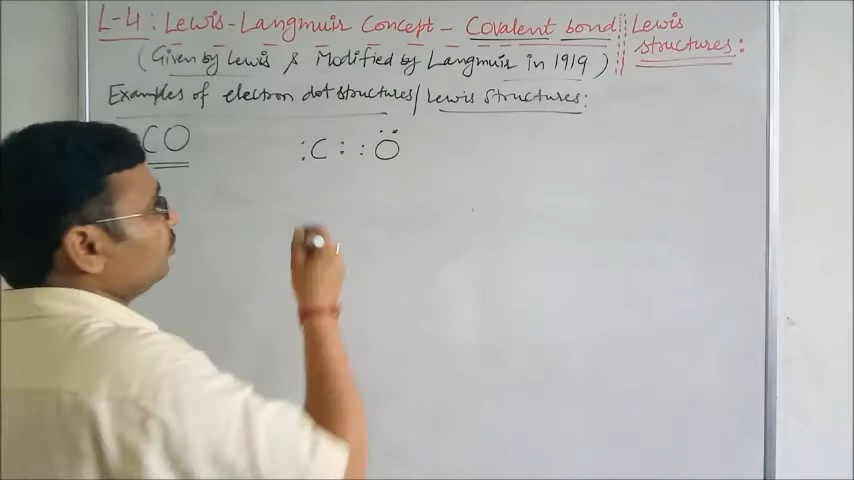 L-4: Lewis-Langmuir Concept - Covalent bond
(Given by Lewis & Modified by Langmuir in 1919)
Lewis
structures:
Examples of electron dot structures/Lewis structures:
CO
:C: :Ö